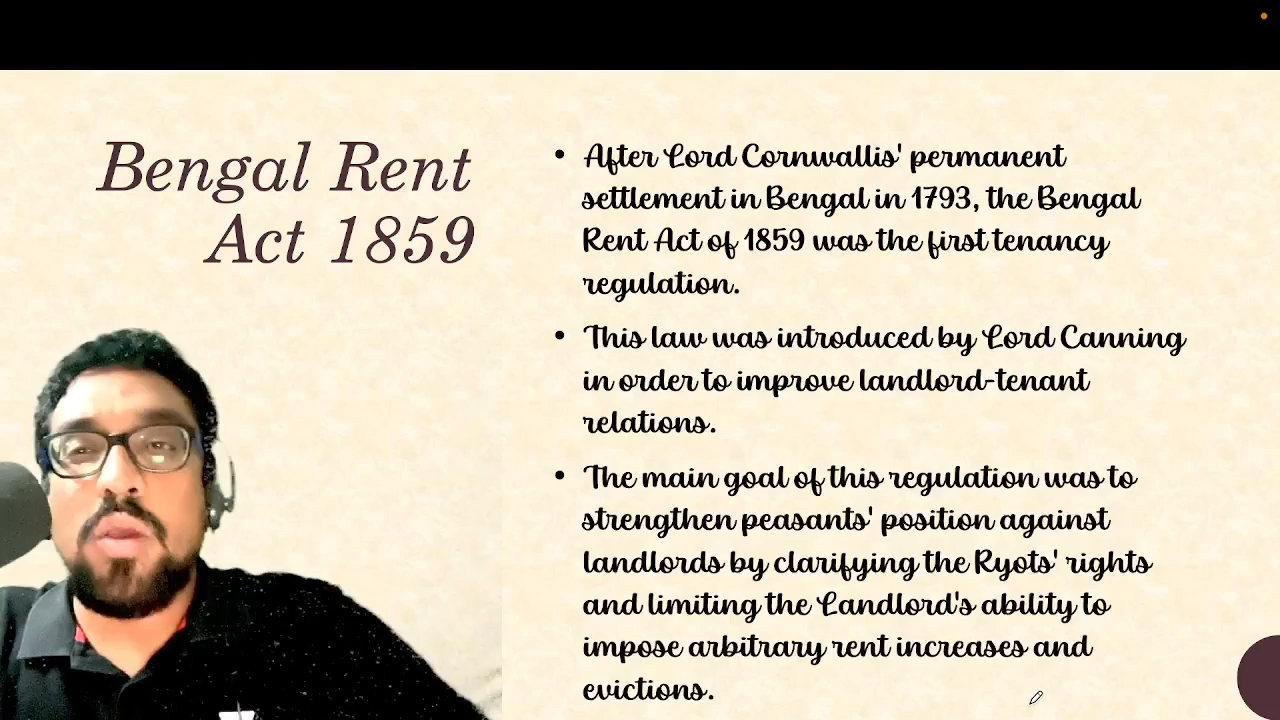 Bengal Rent
Act 1859
After Lord Cornwallis' permanent
settlement in Bengal in 1793, the Bengal
Rent Act of 1859 was the first tenancy
regulation.
This law was introduced by Lord Canning
in order to improve landlord-tenant
relations.
The main goal of this regulation was to
strengthen peasants' position against
landlords by clarifying the Ryots' rights
and limiting the Landlord's ability to
impose arbitrary rent increases and
evictions.